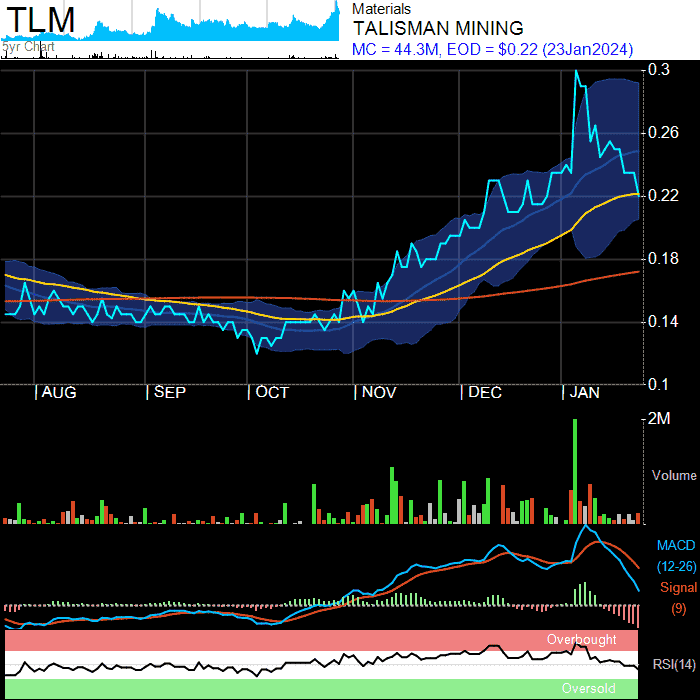 TLM
5yr Chart
Materials
TALISMAN MINING
MC = 44.3M, EOD = $0.22 (23Jan2024)
0.3
0.26
0.22
0.18
0.14
0.1
AUG SEP OCT NOV DEC JAN
2M
Volume
MACD
(12-26)
Signal
(9)
Overbought
RSI(14)
Oversold